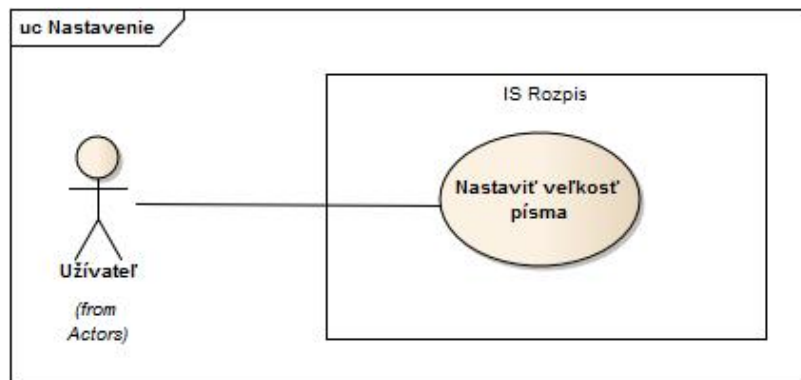 uc Nastavenie
IS Rozpis
Nastaviť veľkosť
písma
Užívateľ
(from
Actors)